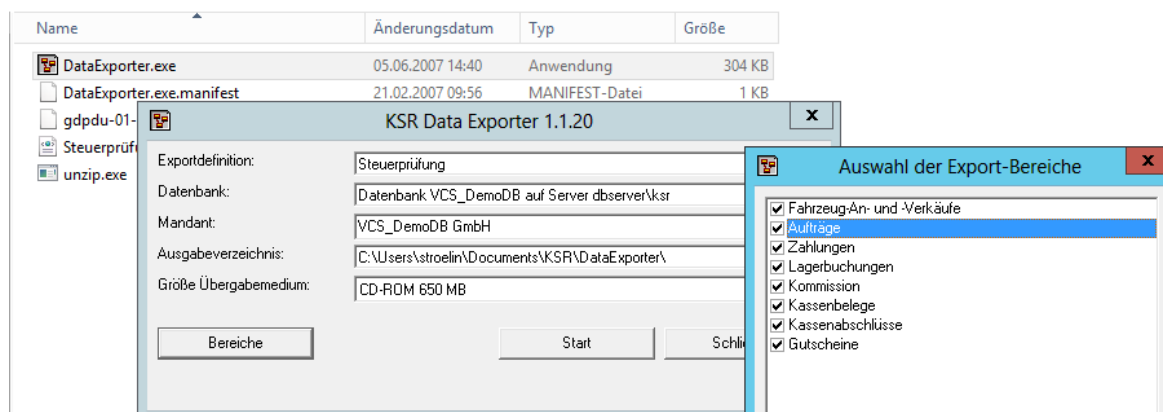 Name Änderungsdatum Typ Größe
DataExporter.exe 05.06.2007 14:40 Anwendung 304 KB
DataExporter.exe.manifest 21.02.2007 09:56 MANIFEST-Datei 1 KB
gdpdu-01-
Steuerprüf
unzip.exe
KSR Data Exporter 1.1.20
x
Exportdefinition: Steuerprüfung
Datenbank: Datenbank VCS_DemoDB auf Server dbserver\ksr
Mandant: VCS_DemoDB GmbH
Ausgabeverzeichnis: C:\Users\stroelin\Documents\KSR\DataExporter\
Größe Übergabemedium: CD-ROM 650 MB
Bereiche Start Schli
Auswahl der Export-Bereiche
x
Fahrzeug-An- und -Verkäufe
Aufträge
Zahlungen
Lagerbuchungen
Kommission
Kassenbelege
Kassenabschlüsse
Gutscheine